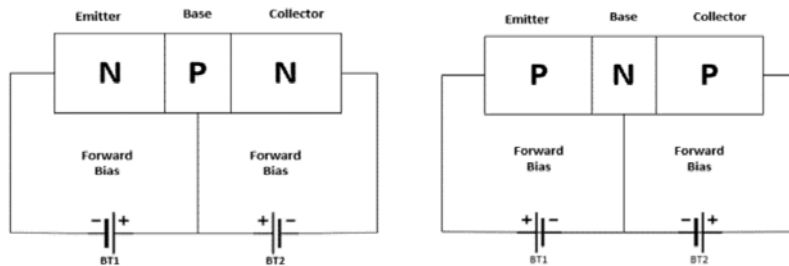 Emitter Base Collector
N P N
Forward Bias Forward Bias
− + + −
BT1 BT2
Emitter Base Collector
P N P
Forward Bias Forward Bias
+ − − +
BT1 BT2